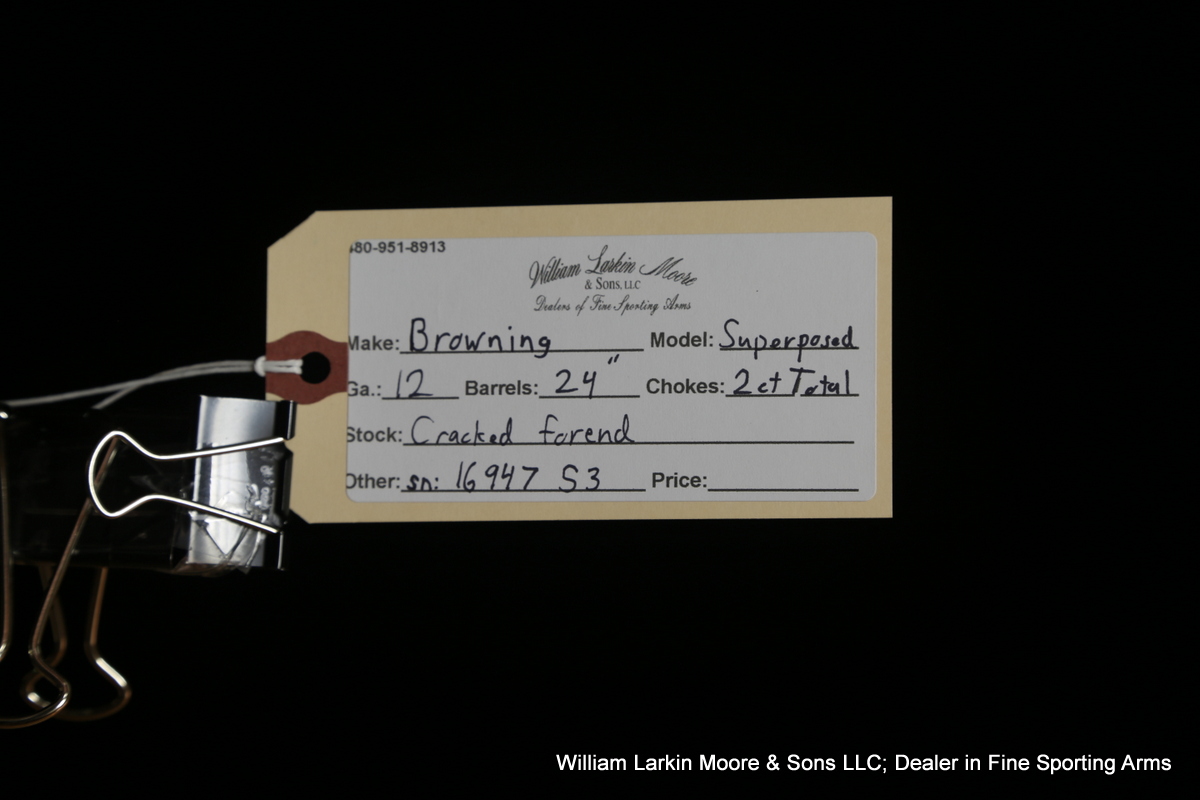 80-951-8913
William Larkin Moore
& SONS, LLC
Dealers of Fine Sporting Arms
Make: Browning Model: Superposed
Ga.: 12 Barrels: 24" Chokes: 2ct Total
Stock: Cracked forend
Other: sn: 16947 S3 Price:
William Larkin Moore & Sons LLC; Dealer in Fine Sporting Arms